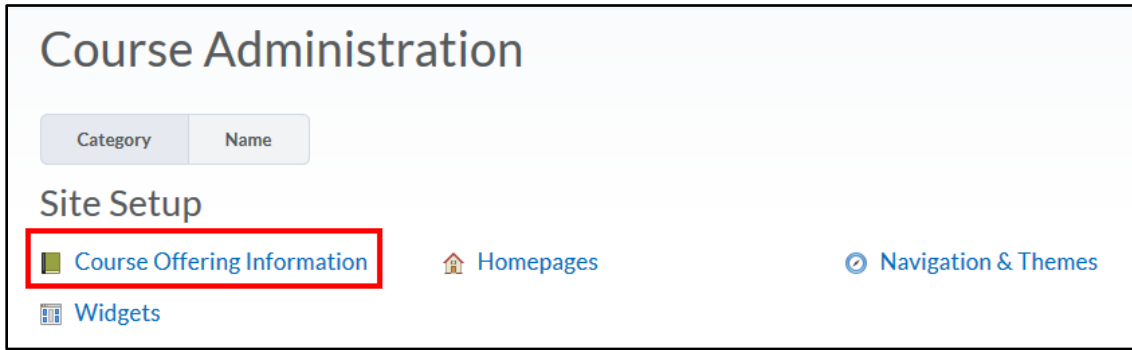 Course Administration
Category Name
Site Setup
Course Offering Information Homepages Navigation & Themes
Widgets